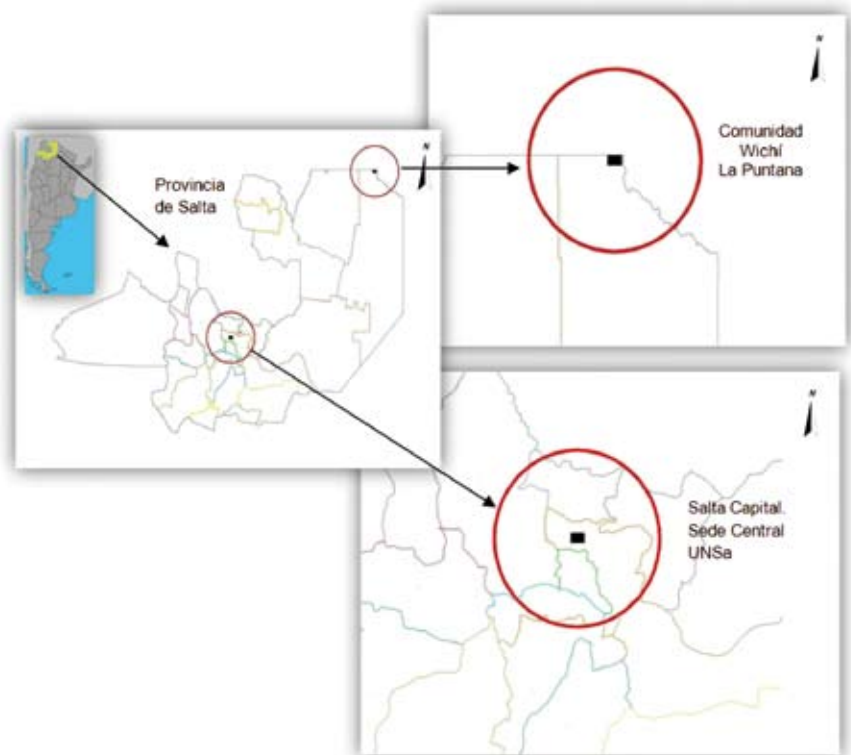 N
Comunidad
Wichí
La Puntana
N
Provincia
de Salta
N
Salta Capital.
Sede Central
UNSa